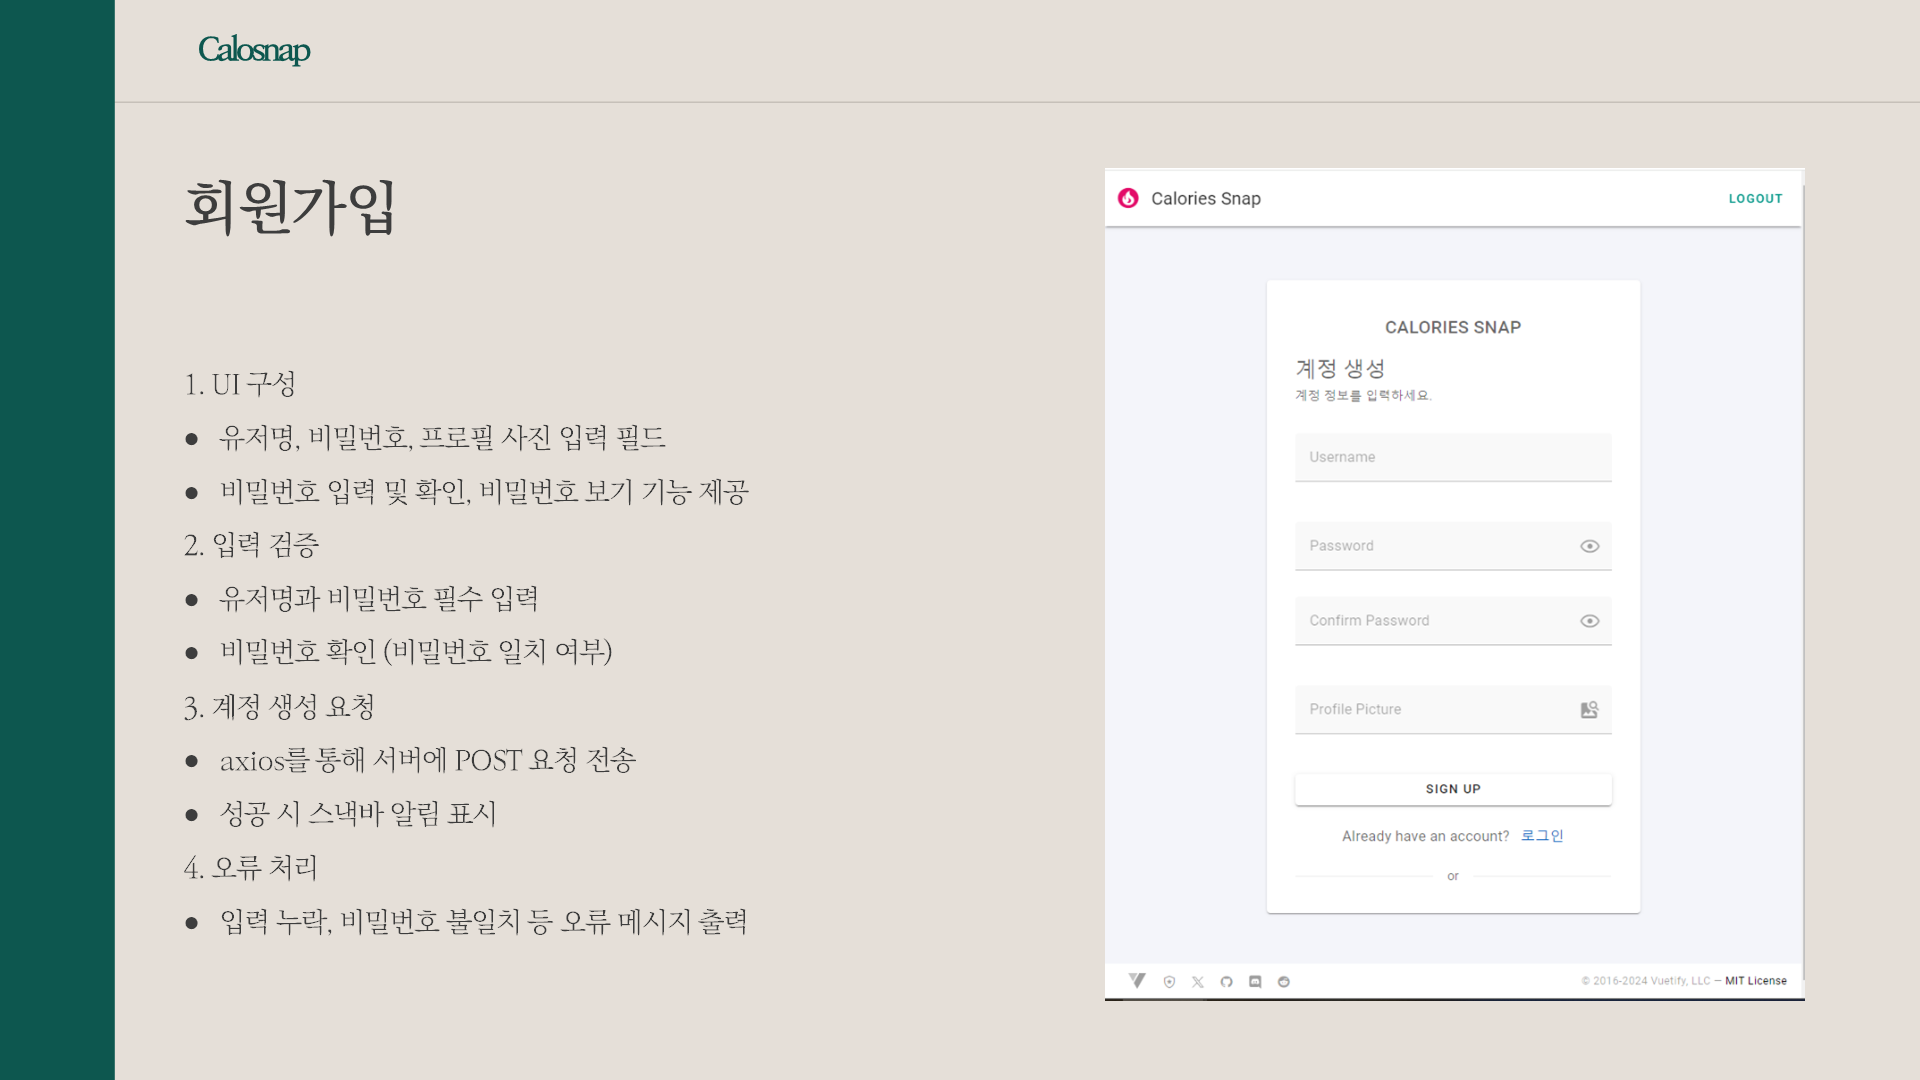 Calosnap
회원가입
1. UI 구성
● 유저명, 비밀번호, 프로필 사진 입력 필드
● 비밀번호 입력 및 확인, 비밀번호 보기 기능 제공
2. 입력 검증
● 유저명과 비밀번호 필수 입력
● 비밀번호 확인 (비밀번호 일치 여부)
3. 계정 생성 요청
● axios를 통해 서버에 POST 요청 전송
● 성공 시 스낵바 알림 표시
4. 오류 처리
● 입력 누락, 비밀번호 불일치 등 오류 메시지 출력
Calories Snap
LOGOUT
CALORIES SNAP
계정 생성
계정 정보를 입력하세요.
Username
Password
Confirm Password
Profile Picture
SIGN UP
Already have an account? 로그인
or
© 2016-2024 Vuetify, LLC — MIT License